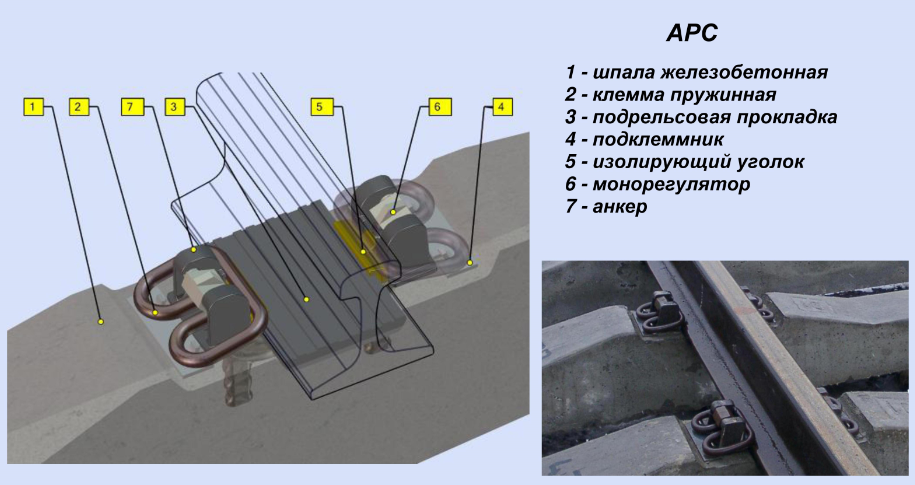 АРС
1 - шпала железобетонная
2 - клемма пружинная
3 - подрельсовая прокладка
4 - подклеммник
5 - изолирующий уголок
6 - монорегулятор
7 - анкер
1 2 7 3 5 6 4